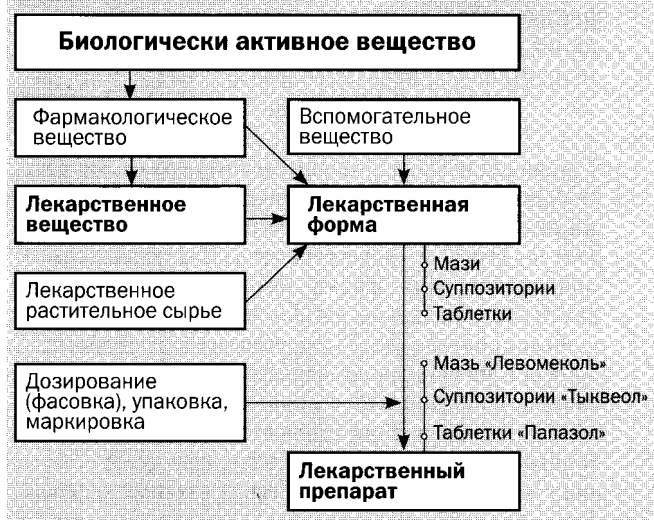 Биологически активное вещество
Фармакологическое
вещество
Вспомогательное
вещество
Лекарственное
вещество
Лекарственная
форма
Мази
Суппозитории
Таблетки
Лекарственное
растительное сырье
Дозирование
(фасовка), упаковка,
маркировка
Мазь «Левомеколь»
Суппозитории «Тыквеол»
Таблетки «Папазол»
Лекарственный
препарат